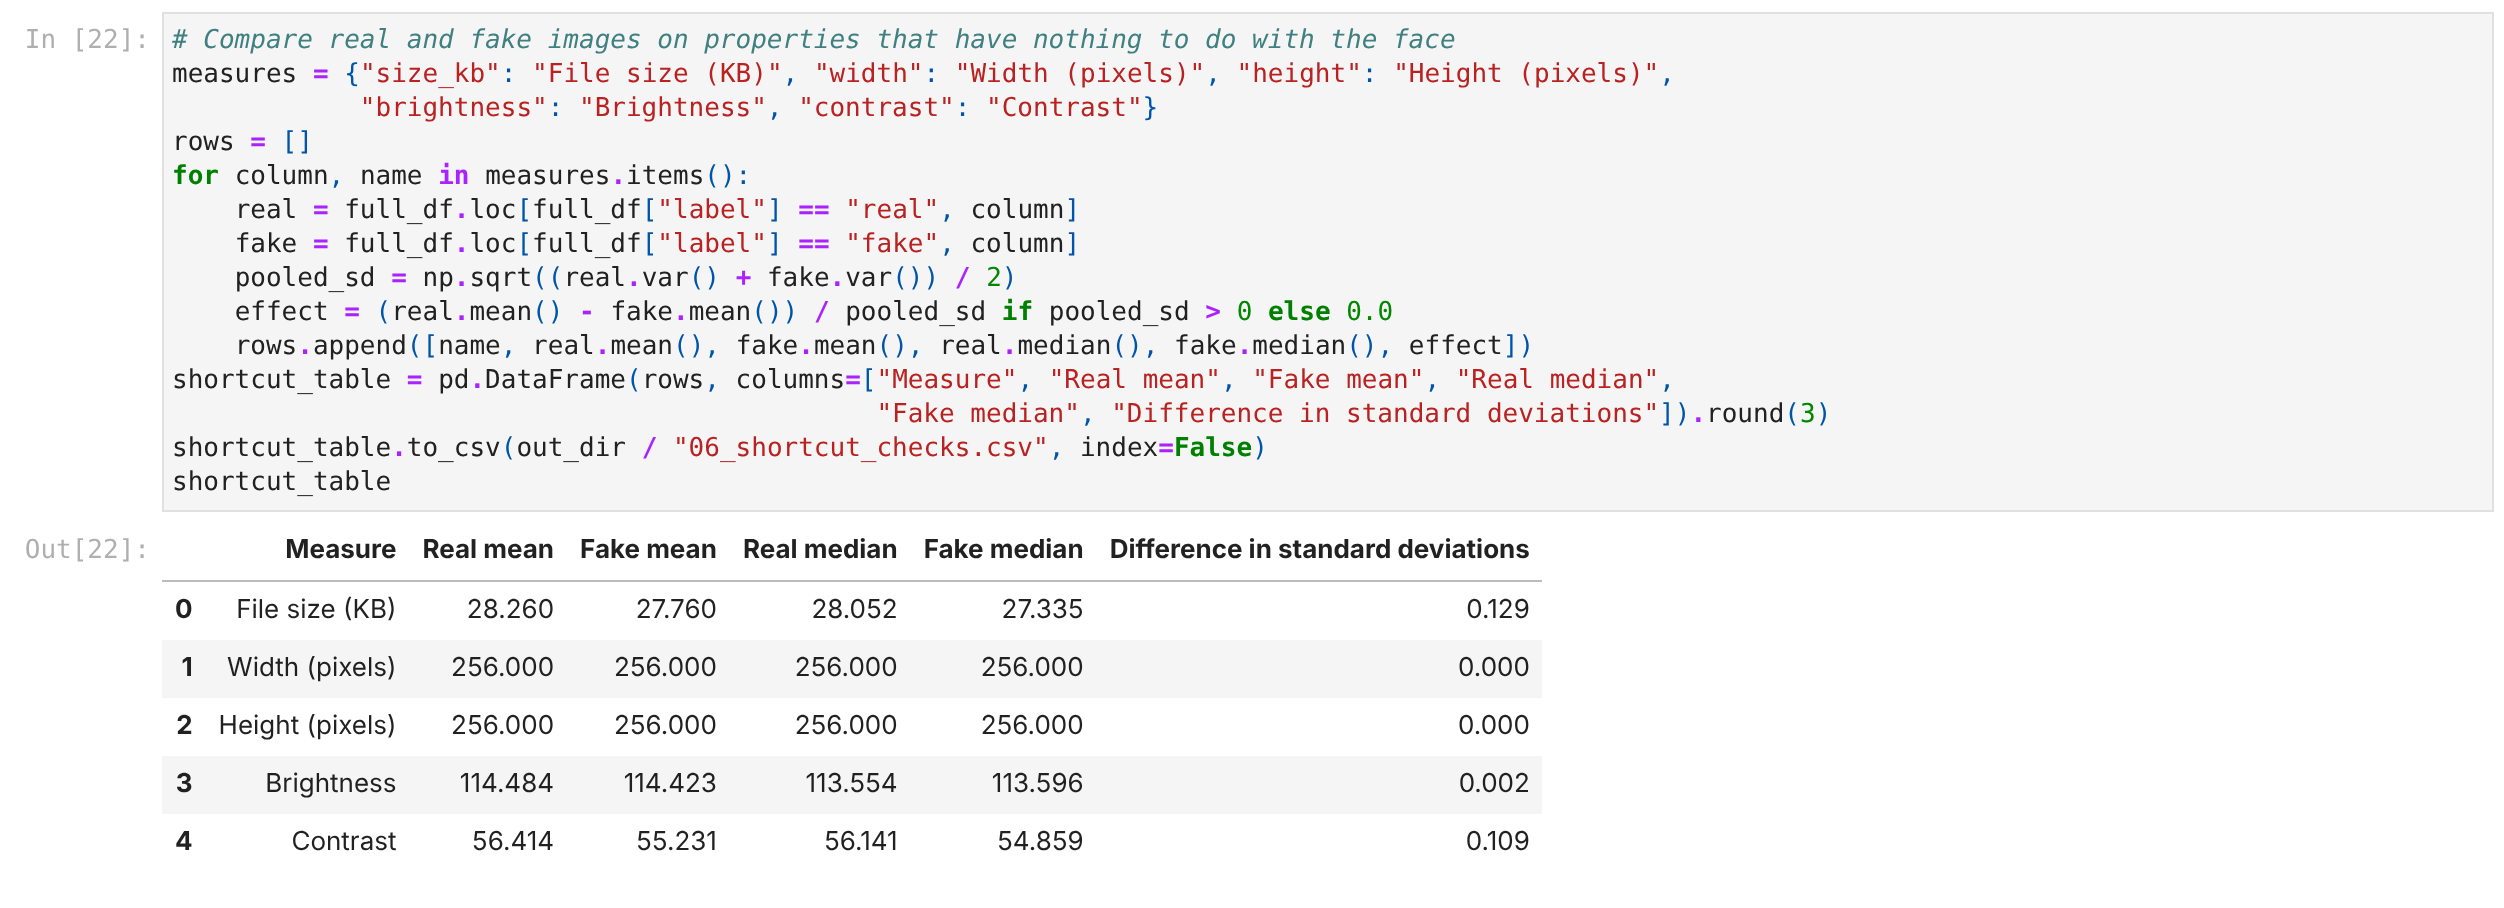 In [22]:
# Compare real and fake images on properties that have nothing to do with the face
measures = {"size_kb": "File size (KB)", "width": "Width (pixels)", "height": "Height (pixels)",
            "brightness": "Brightness", "contrast": "Contrast"}
rows = []
for column, name in measures.items():
    real = full_df.loc[full_df["label"] == "real", column]
    fake = full_df.loc[full_df["label"] == "fake", column]
    pooled_sd = np.sqrt((real.var() + fake.var()) / 2)
    effect = (real.mean() - fake.mean()) / pooled_sd if pooled_sd > 0 else 0.0
    rows.append([name, real.mean(), fake.mean(), real.median(), fake.median(), effect])
shortcut_table = pd.DataFrame(rows, columns=["Measure", "Real mean", "Fake mean", "Real median",
                                             "Fake median", "Difference in standard deviations"]).round(3)
shortcut_table.to_csv(out_dir / "06_shortcut_checks.csv", index=False)
shortcut_table
Out[22]:
Measure Real mean Fake mean Real median Fake median Difference in standard deviations
0 File size (KB) 28.260 27.760 28.052 27.335 0.129
1 Width (pixels) 256.000 256.000 256.000 256.000 0.000
2 Height (pixels) 256.000 256.000 256.000 256.000 0.000
3 Brightness 114.484 114.423 113.554 113.596 0.002
4 Contrast 56.414 55.231 56.141 54.859 0.109